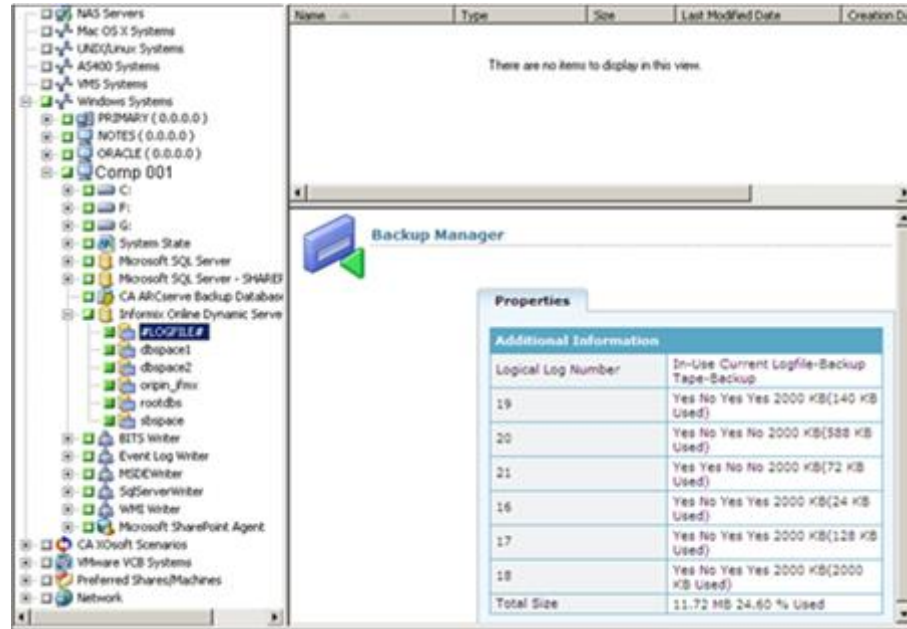 NAS Servers
Mac OS X Systems
UNIX/Linux Systems
AS400 Systems
VMS Systems
Windows Systems
PRIMARY ( 0.0.0.0 )
NOTES ( 0.0.0.0 )
ORACLE ( 0.0.0.0 )
Comp 001
C:
F:
G:
System State
Microsoft SQL Server
Microsoft SQL Server - SHAREP
CA ARCserve Backup Database
Informix Online Dynamic Serve
#LOGFILE#
dbspace1
dbspace2
oripin_ifmx
rootdbs
sbspace
BITS Writer
Event Log Writer
MSDEWriter
SqlServerWriter
WMI Writer
Microsoft SharePoint Agent
CA XOsoft Scenarios
VMware VCB Systems
Preferred Shares/Machines
Network
Name Type Size Last Modified Date Creation Da
There are no items to display in this view.
Backup Manager
Properties
Additional Information
Logical Log Number In-Use Current Logfile-Backup
Tape-Backup
19 Yes No Yes Yes 2000 KB(140 KB
Used)
20 Yes No Yes No 2000 KB(588 KB
Used)
21 Yes Yes No No 2000 KB(72 KB
Used)
16 Yes No Yes Yes 2000 KB(24 KB
Used)
17 Yes No Yes Yes 2000 KB(128 KB
Used)
18 Yes No Yes Yes 2000 KB(2000
KB Used)
Total Size 11.72 MB 24.60 % Used